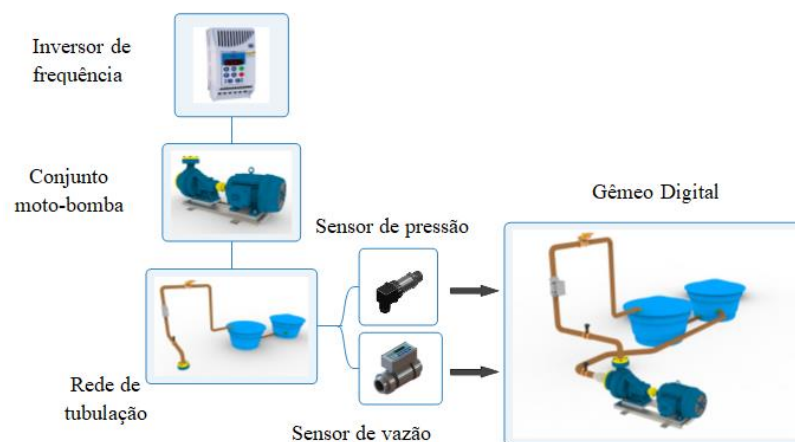 Inversor de
frequência
Conjunto
moto-bomba
Gêmeo Digital
Sensor de pressão
Rede de
tubulação
Sensor de vazão